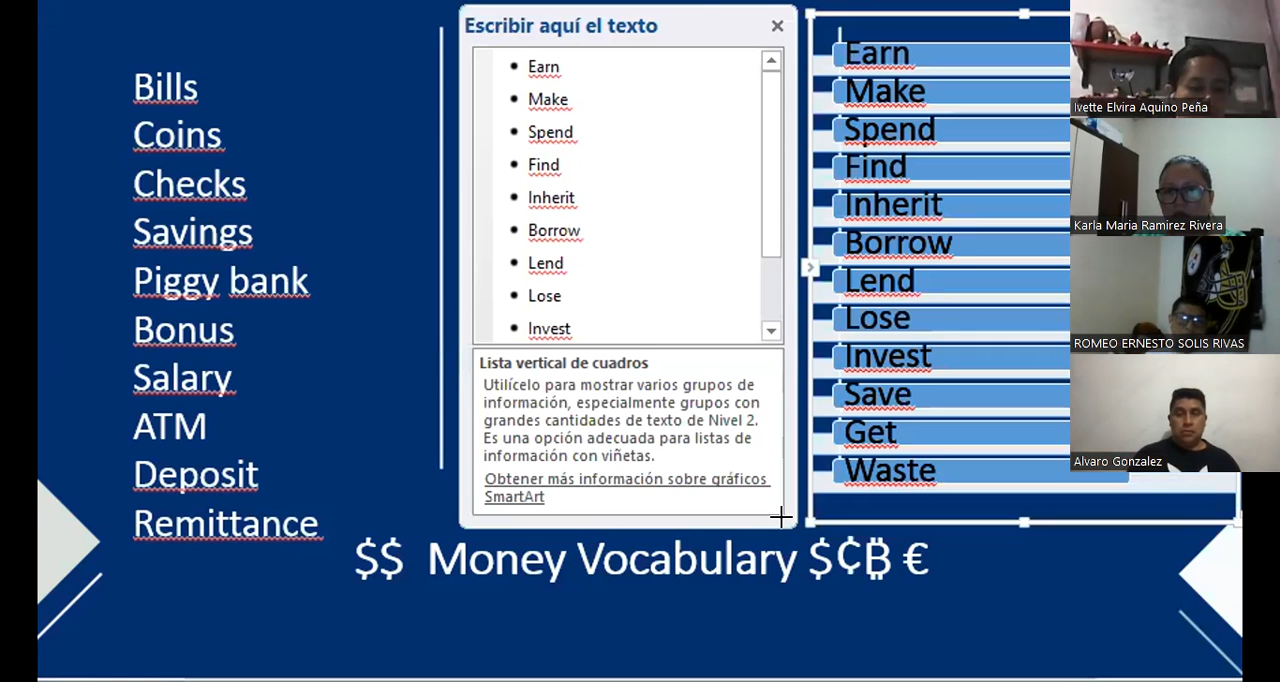 Bills
Coins
Checks
Savings
Piggy bank
Bonus
Salary
ATM
Deposit
Remittance
Escribir aquí el texto
Earn
Make
Spend
Find
Inherit
Borrow
Lend
Lose
Invest
Lista vertical de cuadros
Utilícelo para mostrar varios grupos de
información, especialmente grupos con
grandes cantidades de texto de Nivel 2.
Es una opción adecuada para listas de
información con viñetas.
Obtener más información sobre gráficos
SmartArt
Earn
Make
Spend
Find
Inherit
Borrow
Lend
Lose
Invest
Save
Get
Waste
$$ Money Vocabulary $₵₿ €
Ivette Elvira Aquino Peña
Karla Maria Ramirez Rivera
ROMEO ERNESTO SOLIS RIVAS
Alvaro Gonzalez